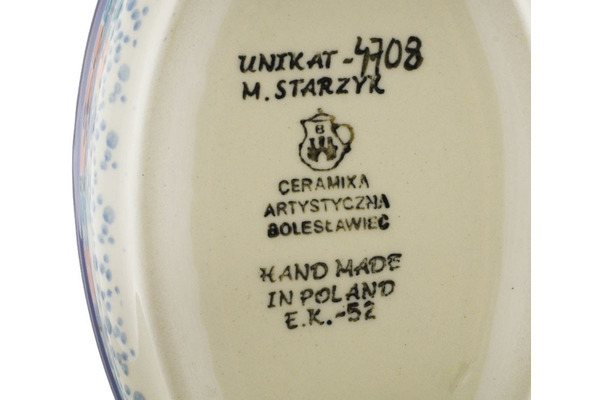 UNIKAT-4708
M. STARZYK
B
CERAMIKA
ARTYSTYCZNA
BOLESŁAWIEC
HAND MADE
IN POLAND
E.K.-52